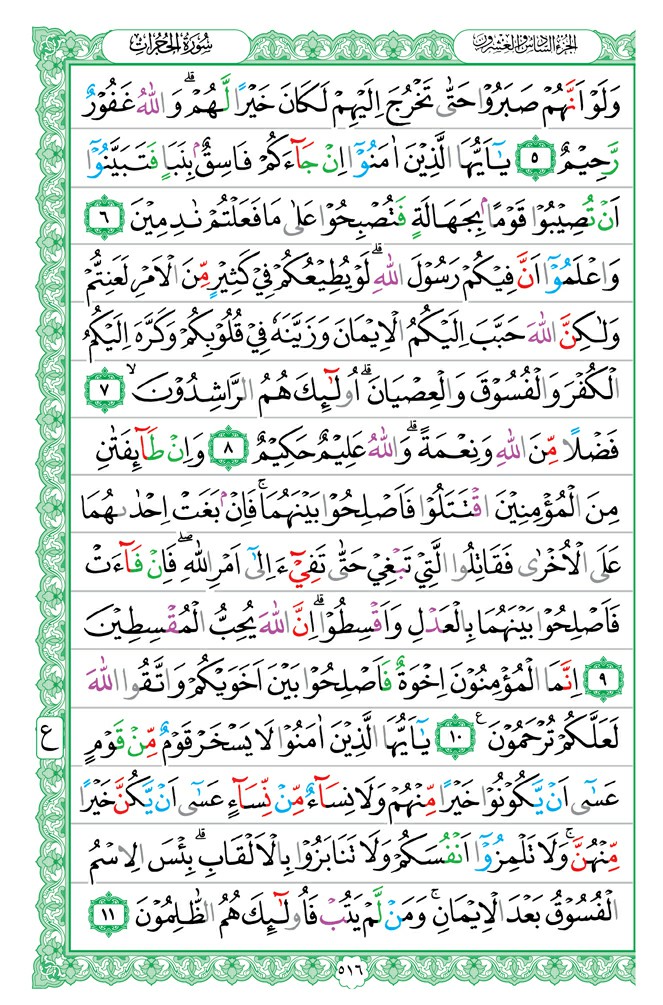 الجزء السادس والعشرون
سُوْرَةُ الْحُجُرَاتِ
وَلَوْ اَنَّهُمْ صَبَرُوْا حَتّٰى تَخْرُجَ اِلَيْهِمْ لَكَانَ خَيْرًا لَّهُمْ ؕ وَ اللّٰهُ غَفُوْرٌ
رَّحِيْمٌ ٥ يٰۤاَيُّهَا الَّذِيْنَ اٰمَنُوْۤا اِنْ جَآءَكُمْ فَاسِقٌۢ بِنَبَاٍ فَتَبَيَّنُوْۤا
اَنْ تُصِيْبُوْا قَوْمًۢا بِجَهَالَةٍ فَتُصْبِحُوْا عَلٰى مَا فَعَلْتُمْ نٰدِمِيْنَ ٦
وَ اعْلَمُوْۤا اَنَّ فِيْكُمْ رَسُوْلَ اللّٰهِ ؕ لَوْ يُطِيْعُكُمْ فِيْ كَثِيْرٍ مِّنَ الْاَمْرِ لَعَنِتُّمْ
وَلٰكِنَّ اللّٰهَ حَبَّبَ اِلَيْكُمُ الْاِيْمَانَ وَزَيَّنَهٗ فِيْ قُلُوْبِكُمْ وَكَرَّهَ اِلَيْكُمُ
الْكُفْرَ وَالْفُسُوْقَ وَالْعِصْيَانَ ؕ اُولٰٓئِكَ هُمُ الرّٰشِدُوْنَ ۙ ٧
فَضْلًا مِّنَ اللّٰهِ وَنِعْمَةً ؕ وَاللّٰهُ عَلِيْمٌ حَكِيْمٌ ٨ وَاِنْ طَآئِفَتٰنِ
مِنَ الْمُؤْمِنِيْنَ اقْتَتَلُوْا فَاَصْلِحُوْا بَيْنَهُمَا ۚ فَاِنْۢ بَغَتْ اِحْدٰىهُمَا
عَلَى الْاُخْرٰى فَقَاتِلُوا الَّتِيْ تَبْغِيْ حَتّٰى تَفِيْٓءَ اِلٰٓى اَمْرِ اللّٰهِ ۖ فَاِنْ فَآءَتْ
فَاَصْلِحُوْا بَيْنَهُمَا بِالْعَدْلِ وَاَقْسِطُوْا ؕ اِنَّ اللّٰهَ يُحِبُّ الْمُقْسِطِيْنَ
٩ اِنَّمَا الْمُؤْمِنُوْنَ اِخْوَةٌ فَاَصْلِحُوْا بَيْنَ اَخَوَيْكُمْ وَاتَّقُوا اللّٰهَ
لَعَلَّكُمْ تُرْحَمُوْنَ ١٠ يٰۤاَيُّهَا الَّذِيْنَ اٰمَنُوْا لَا يَسْخَرْ قَوْمٌ مِّنْ قَوْمٍ
ع
عَسٰٓى اَنْ يَّكُوْنُوْا خَيْرًا مِّنْهُمْ وَلَا نِسَآءٌ مِّنْ نِّسَآءٍ عَسٰٓى اَنْ يَّكُنَّ خَيْرًا
مِّنْهُنَّ ۚ وَلَا تَلْمِزُوْۤا اَنْفُسَكُمْ وَلَا تَنَابَزُوْا بِالْاَلْقَابِ ؕ بِئْسَ الِاسْمُ
الْفُسُوْقُ بَعْدَ الْاِيْمَانِ ۚ وَمَنْ لَّمْ يَتُبْ فَاُولٰٓئِكَ هُمُ الظّٰلِمُوْنَ ١١
٥١٦